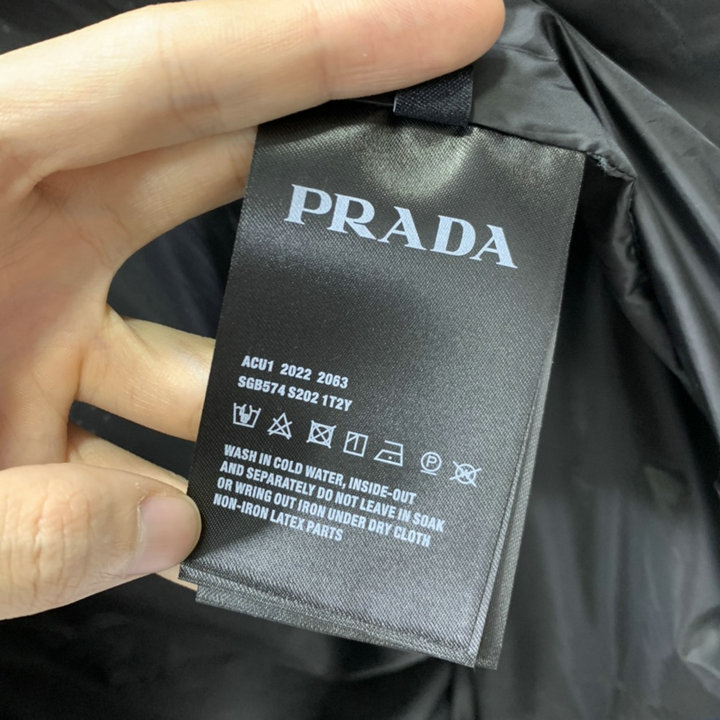 PRADA
ACU1 2022 2063
SGB574 S202 1T2Y
P
WASH IN COLD WATER, INSIDE-OUT
AND SEPARATELY DO NOT LEAVE IN SOAK
OR WRING OUT IRON UNDER DRY CLOTH
NON-IRON LATEX PARTS